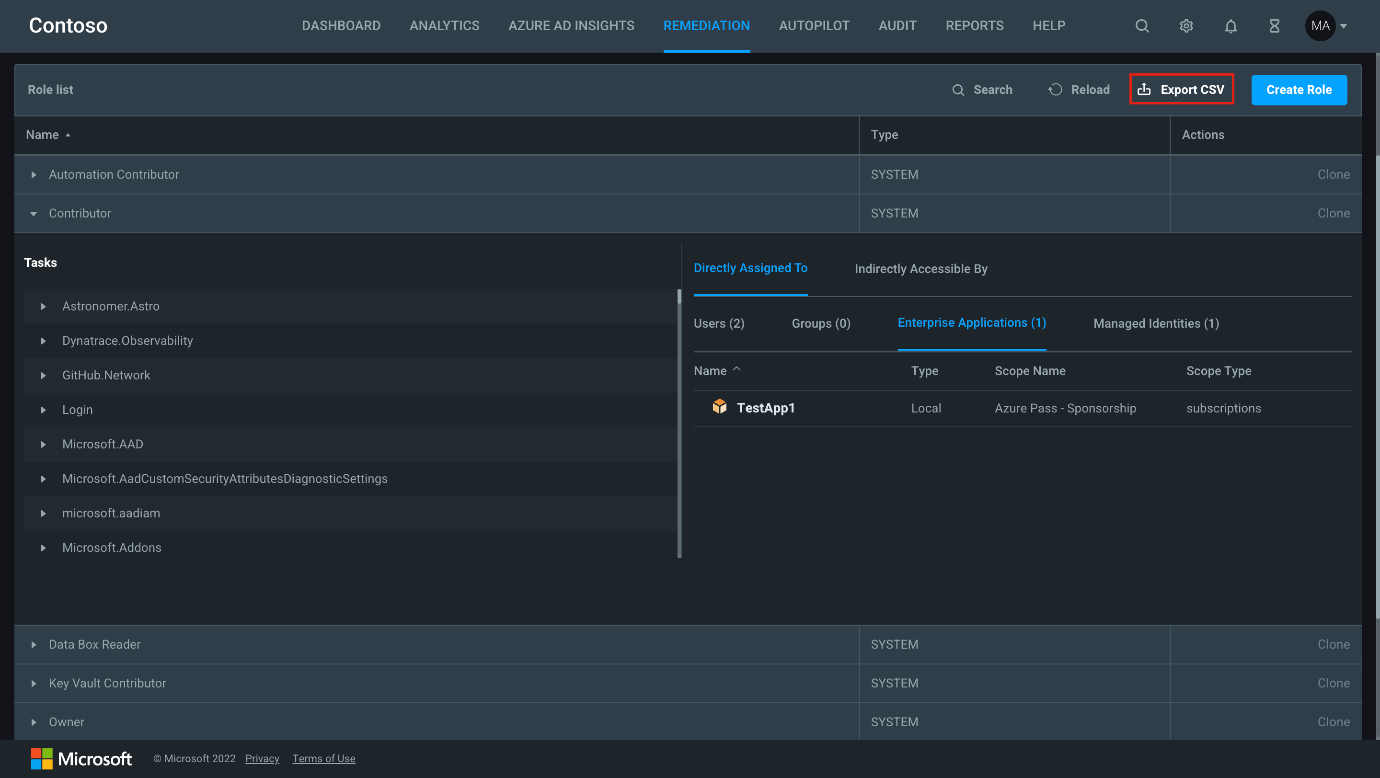 Contoso
DASHBOARD ANALYTICS AZURE AD INSIGHTS REMEDIATION AUTOPILOT AUDIT REPORTS HELP MA
Role list Search Reload Export CSV Create Role
Name Type Actions
Automation Contributor SYSTEM Clone
Contributor SYSTEM Clone
Tasks
Astronomer.Astro
Dynatrace.Observability
GitHub.Network
Login
Microsoft.AAD
Microsoft.AadCustomSecurityAttributesDiagnosticSettings
microsoft.aadiam
Microsoft.Addons
Directly Assigned To Indirectly Accessible By
Users (2) Groups (0) Enterprise Applications (1) Managed Identities (1)
Name Type Scope Name Scope Type
TestApp1 Local Azure Pass - Sponsorship subscriptions
Data Box Reader SYSTEM Clone
Key Vault Contributor SYSTEM Clone
Owner SYSTEM Clone
Microsoft © Microsoft 2022 Privacy Terms of Use